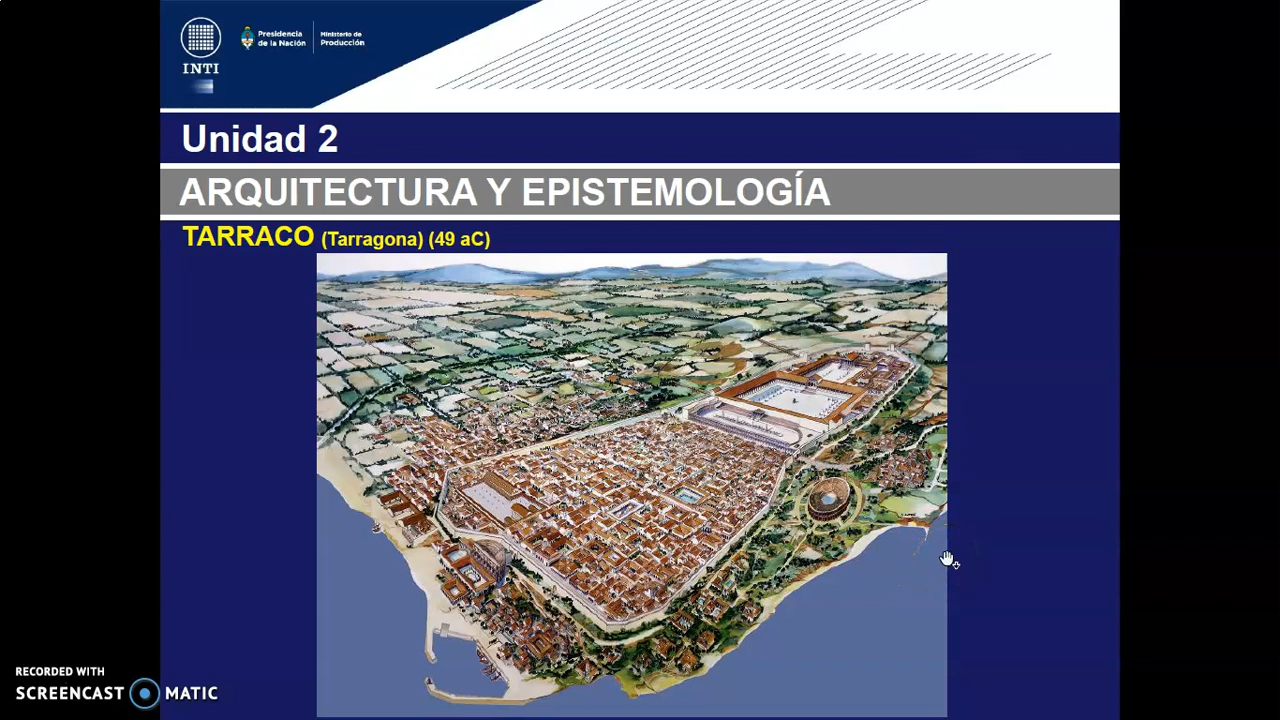 INTI
Presidencia
de la Nación
Ministerio de
Producción
Unidad 2
ARQUITECTURA Y EPISTEMOLOGÍA
TARRACO (Tarragona) (49 aC)
RECORDED WITH
SCREENCAST MATIC